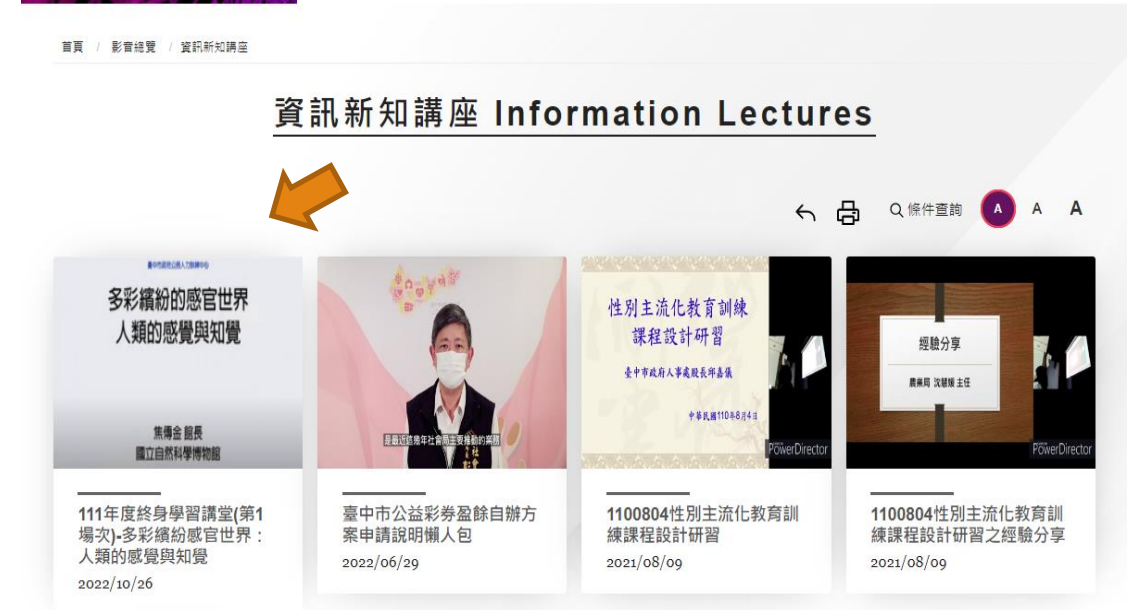 首頁 / 影音總覽 / 資訊新知講座
資訊新知講座 Information Lectures
條件查詢 A A A
臺中市政府公務人力訓練中心
多彩繽紛的感官世界
人類的感覺與知覺
焦傳金 館長
國立自然科學博物館
是最近這幾年社會局主要推動的業務
性別主流化教育訓練
課程設計研習
臺中市政府人事處股長邱嘉儀
中華民國110年8月4日
PowerDirector
經驗分享
農業局 沈慧媛 主任
PowerDirector
111年度終身學習講堂(第1
場次)-多彩繽紛感官世界：
人類的感覺與知覺
2022/10/26
臺中市公益彩券盈餘自辦方
案申請說明懶人包
2022/06/29
1100804性別主流化教育訓
練課程設計研習
2021/08/09
1100804性別主流化教育訓
練課程設計研習之經驗分享
2021/08/09